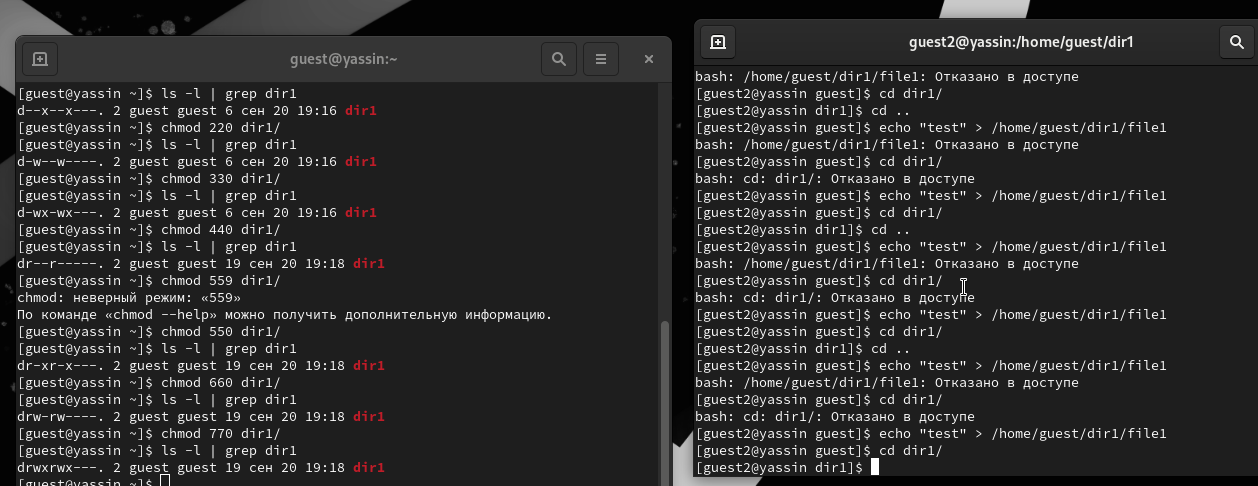 guest@yassin:~
[guest@yassin ~]$ ls -l | grep dir1
d--x--x---. 2 guest guest 6 сен 20 19:16 dir1
[guest@yassin ~]$ chmod 220 dir1/
[guest@yassin ~]$ ls -l | grep dir1
d-w--w----. 2 guest guest 6 сен 20 19:16 dir1
[guest@yassin ~]$ chmod 330 dir1/
[guest@yassin ~]$ ls -l | grep dir1
d-wx-wx---. 2 guest guest 6 сен 20 19:16 dir1
[guest@yassin ~]$ chmod 440 dir1/
[guest@yassin ~]$ ls -l | grep dir1
dr--r-----. 2 guest guest 19 сен 20 19:18 dir1
[guest@yassin ~]$ chmod 559 dir1/
chmod: неверный режим: «559»
По команде «chmod --help» можно получить дополнительную информацию.
[guest@yassin ~]$ chmod 550 dir1/
[guest@yassin ~]$ ls -l | grep dir1
dr-xr-x---. 2 guest guest 19 сен 20 19:18 dir1
[guest@yassin ~]$ chmod 660 dir1/
[guest@yassin ~]$ ls -l | grep dir1
drw-rw----. 2 guest guest 19 сен 20 19:18 dir1
[guest@yassin ~]$ chmod 770 dir1/
[guest@yassin ~]$ ls -l | grep dir1
drwxrwx---. 2 guest guest 19 сен 20 19:18 dir1
[guest@yassin ~]$
guest2@yassin:/home/guest/dir1
bash: /home/guest/dir1/file1: Отказано в доступе
[guest2@yassin guest]$ cd dir1/
[guest2@yassin dir1]$ cd ..
[guest2@yassin guest]$ echo "test" > /home/guest/dir1/file1
bash: /home/guest/dir1/file1: Отказано в доступе
[guest2@yassin guest]$ cd dir1/
bash: cd: dir1/: Отказано в доступе
[guest2@yassin guest]$ echo "test" > /home/guest/dir1/file1
[guest2@yassin guest]$ cd dir1/
[guest2@yassin dir1]$ cd ..
[guest2@yassin guest]$ echo "test" > /home/guest/dir1/file1
bash: /home/guest/dir1/file1: Отказано в доступе
[guest2@yassin guest]$ cd dir1/
bash: cd: dir1/: Отказано в доступе
[guest2@yassin guest]$ echo "test" > /home/guest/dir1/file1
[guest2@yassin guest]$ cd dir1/
[guest2@yassin dir1]$ cd ..
[guest2@yassin guest]$ echo "test" > /home/guest/dir1/file1
bash: /home/guest/dir1/file1: Отказано в доступе
[guest2@yassin guest]$ cd dir1/
bash: cd: dir1/: Отказано в доступе
[guest2@yassin guest]$ echo "test" > /home/guest/dir1/file1
[guest2@yassin guest]$ cd dir1/
[guest2@yassin dir1]$